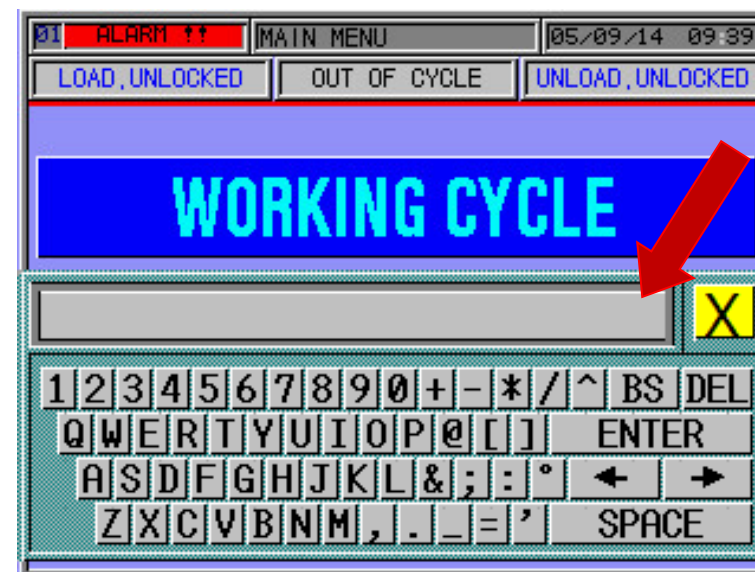 01 ALARM !! MAIN MENU 05/09/14 09:39
LOAD,UNLOCKED OUT OF CYCLE UNLOAD,UNLOCKED
WORKING CYCLE
X
1 2 3 4 5 6 7 8 9 0 + - * / ^ BS DEL
Q W E R T Y U I O P @ [ ] ENTER
A S D F G H J K L & ; : ° ← →
Z X C V B N M , . _ = ' SPACE